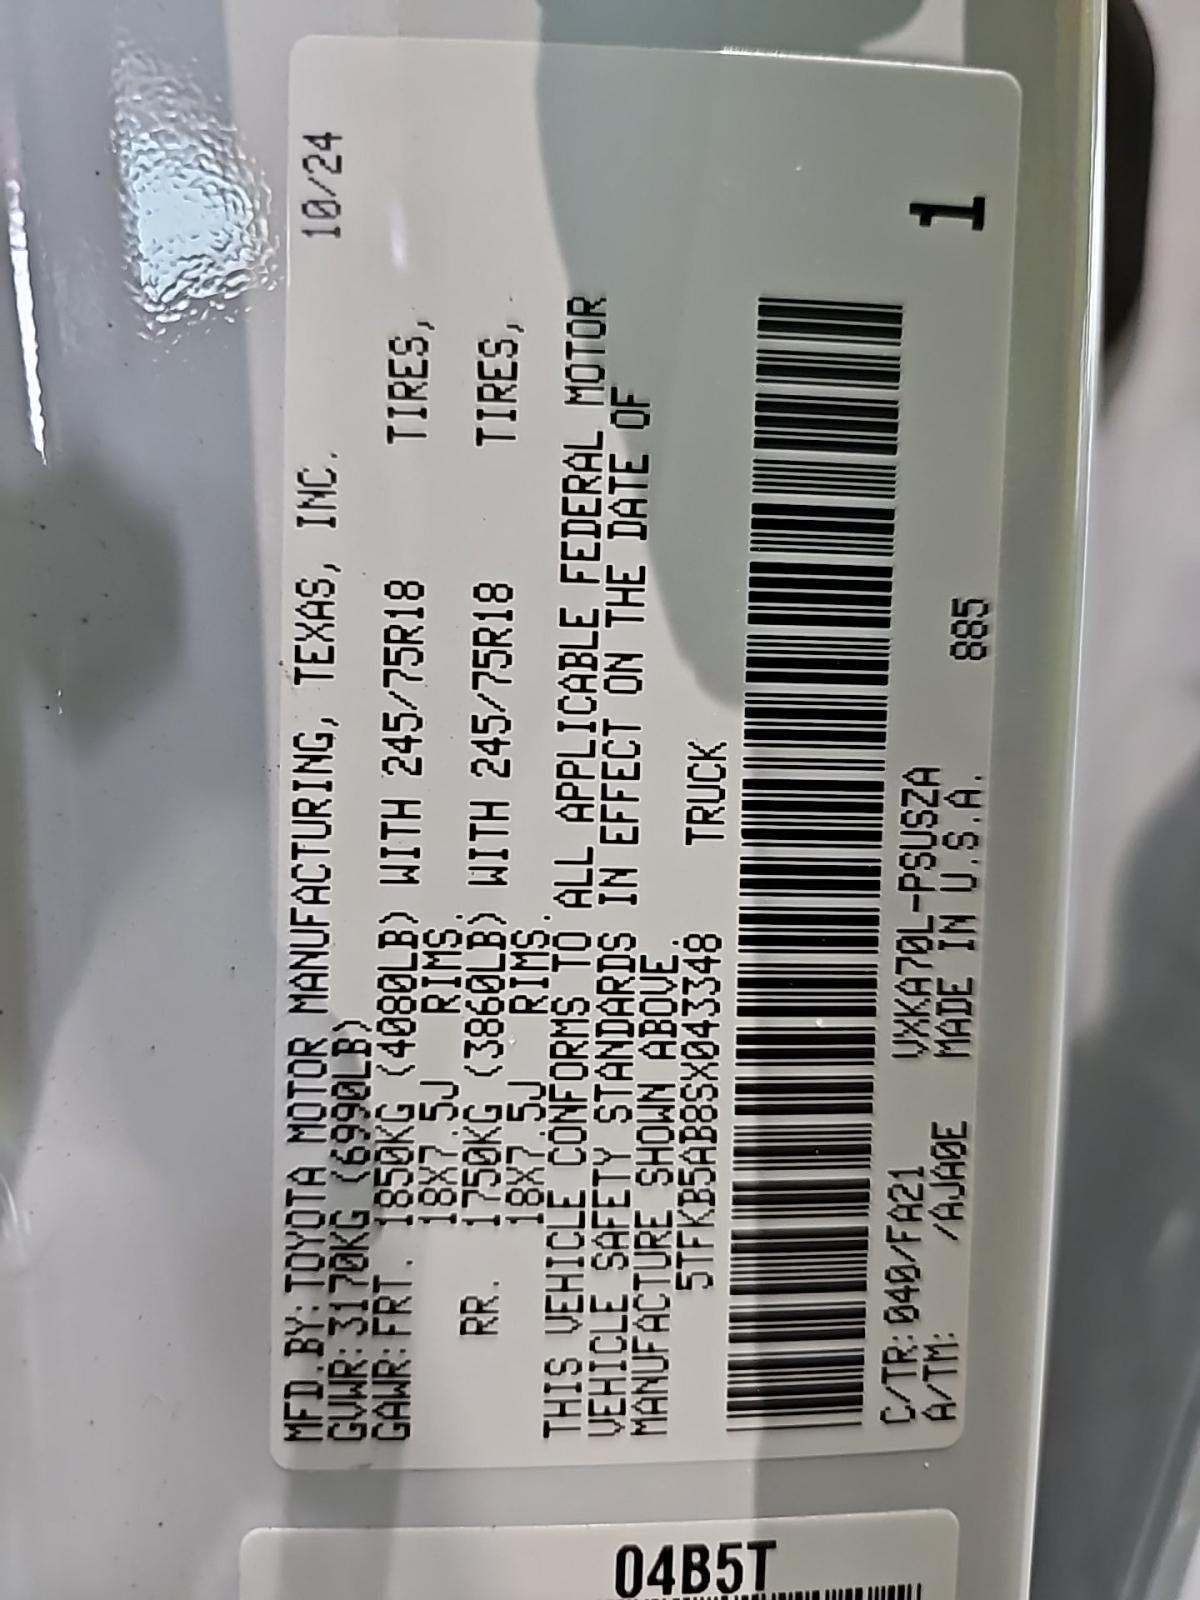 MFD.BY:TOYOTA MOTOR MANUFACTURING, TEXAS, INC. 10/24
GVWR:3170KG (6990LB)
GAWR:FRT. 1850KG (4080LB) WITH 245/75R18 TIRES,
18X7.5J RIMS.
RR. 1750KG (3860LB) WITH 245/75R18 TIRES,
18X7.5J RIMS.
THIS VEHICLE CONFORMS TO ALL APPLICABLE FEDERAL MOTOR
VEHICLE SAFETY STANDARDS IN EFFECT ON THE DATE OF
MANUFACTURE SHOWN ABOVE.
5TFKB5AB8SX043348 TRUCK
C/TR:040/FA21 VXKA70L-PSUSZA
A/TM: /AJA0E MADE IN U.S.A. 885 1
04B5T